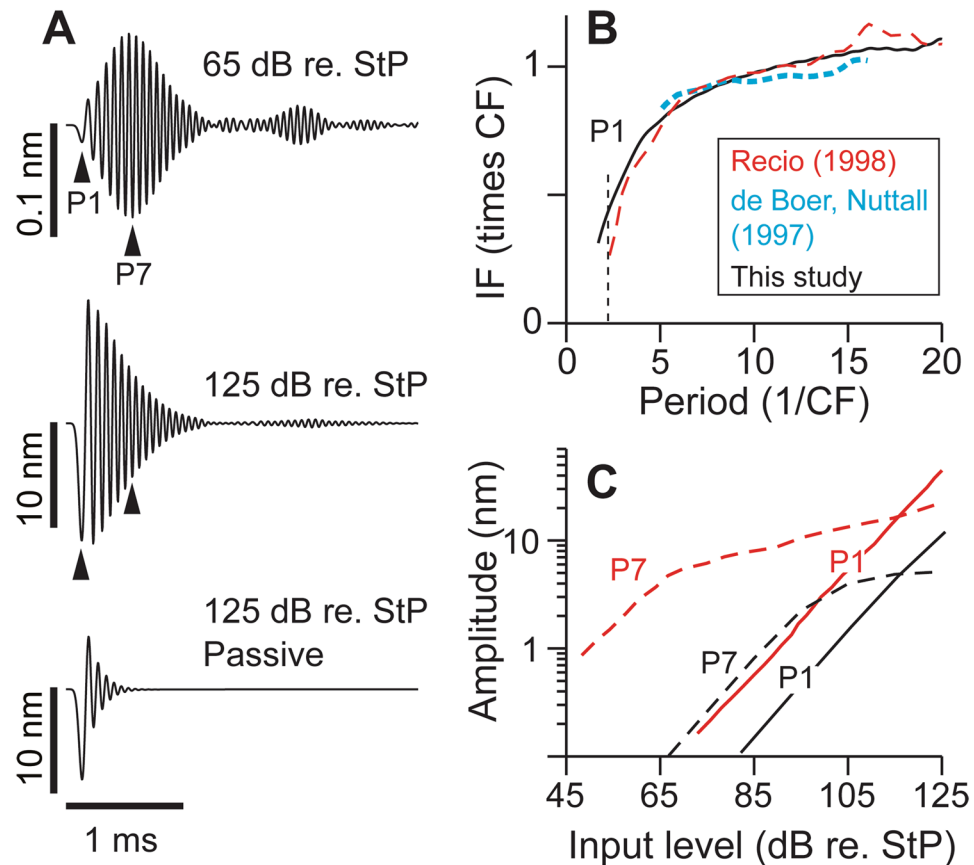 A
65 dB re. StP
0.1 nm
P1
P7
125 dB re. StP
10 nm
125 dB re. StP
Passive
10 nm
1 ms
B
IF (times CF)
1
0
P1
Recio (1998)
de Boer, Nuttall
(1997)
This study
0 5 10 15 20
Period (1/CF)
C
Amplitude (nm)
10
1
P7
P1
P7
P1
45 65 85 105 125
Input level (dB re. StP)